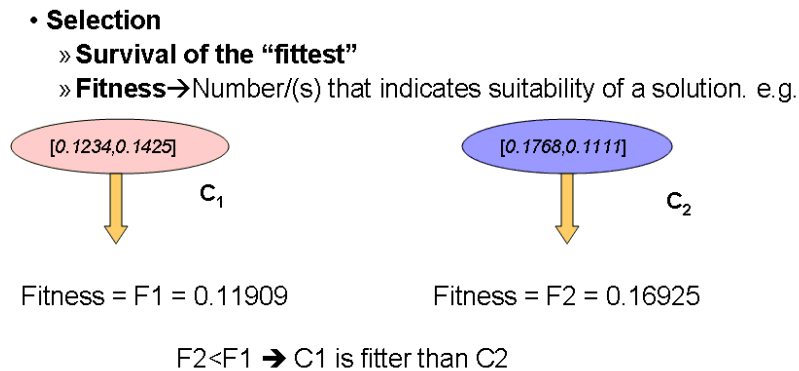 • Selection
» Survival of the “fittest”
» Fitness→Number/(s) that indicates suitability of a solution. e.g.
[0.1234,0.1425] [0.1768,0.1111]
C1 C2
Fitness = F1 = 0.11909 Fitness = F2 = 0.16925
F2<F1 → C1 is fitter than C2